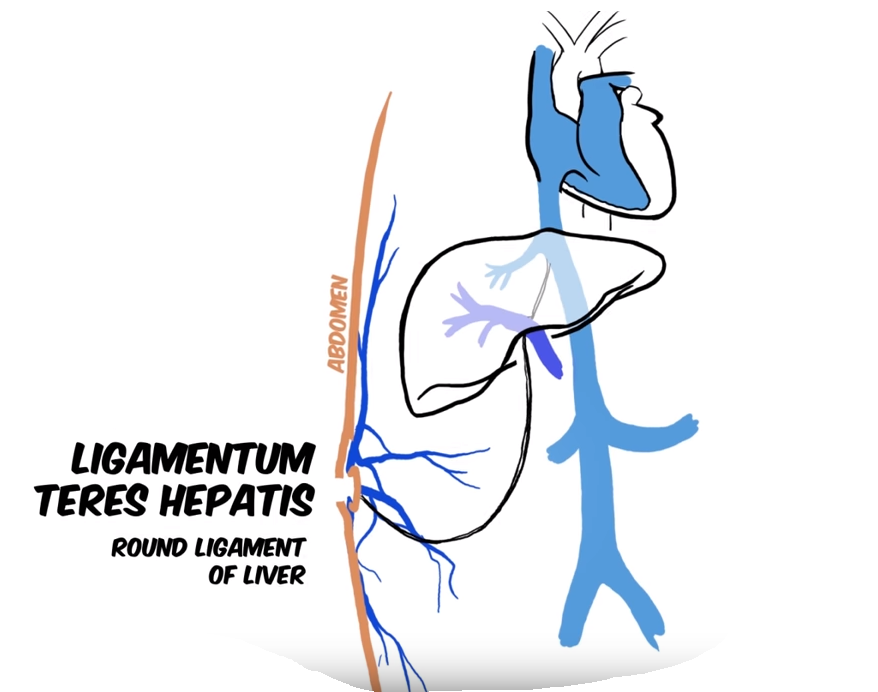 ABDOMEN
LIGAMENTUM
TERES HEPATIS
ROUND LIGAMENT
OF LIVER